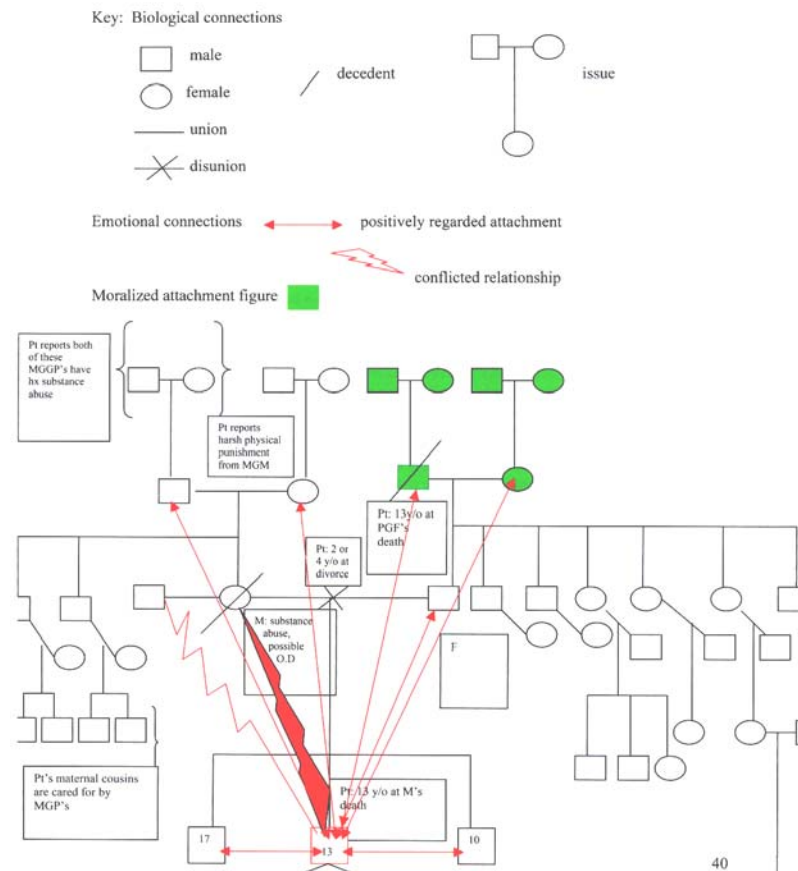 Key: Biological connections
male
female
decedent
issue
union
disunion
Emotional connections
positively regarded attachment
conflicted relationship
Moralized attachment figure
Pt reports both
of these
MGGP's have
hx substance
abuse
Pt reports
harsh physical
punishment
from MGM
Pt: 13y/o at
PGF's
death
Pt: 2 or
4 y/o at
divorce
M: substance
abuse,
possible
O.D
F
Pt's maternal cousins
are cared for by
MGP's
Pt: 13 y/o at M's
death
17
13
10
40